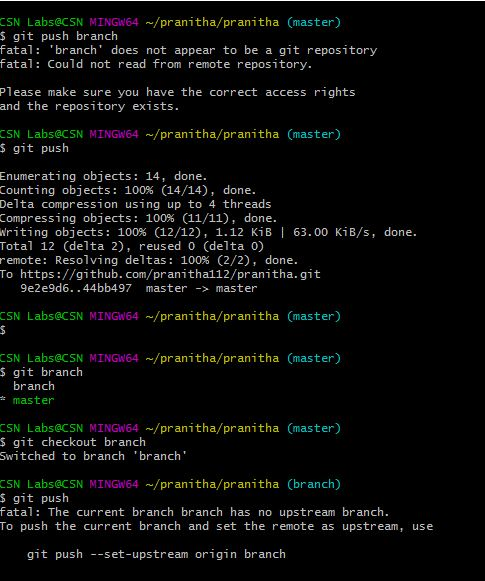 CSN Labs@CSN MINGW64 ~/pranitha/pranitha (master)
$ git push branch
fatal: 'branch' does not appear to be a git repository
fatal: Could not read from remote repository.
Please make sure you have the correct access rights
and the repository exists.
CSN Labs@CSN MINGW64 ~/pranitha/pranitha (master)
$ git push
Enumerating objects: 14, done.
Counting objects: 100% (14/14), done.
Delta compression using up to 4 threads
Compressing objects: 100% (11/11), done.
Writing objects: 100% (12/12), 1.12 KiB | 63.00 KiB/s, done.
Total 12 (delta 2), reused 0 (delta 0)
remote: Resolving deltas: 100% (2/2), done.
To https://github.com/pranitha112/pranitha.git
   9e2e9d6..44bb497  master -> master
CSN Labs@CSN MINGW64 ~/pranitha/pranitha (master)
$
CSN Labs@CSN MINGW64 ~/pranitha/pranitha (master)
$ git branch
  branch
* master
CSN Labs@CSN MINGW64 ~/pranitha/pranitha (master)
$ git checkout branch
Switched to branch 'branch'
CSN Labs@CSN MINGW64 ~/pranitha/pranitha (branch)
$ git push
fatal: The current branch branch has no upstream branch.
To push the current branch and set the remote as upstream, use
    git push --set-upstream origin branch